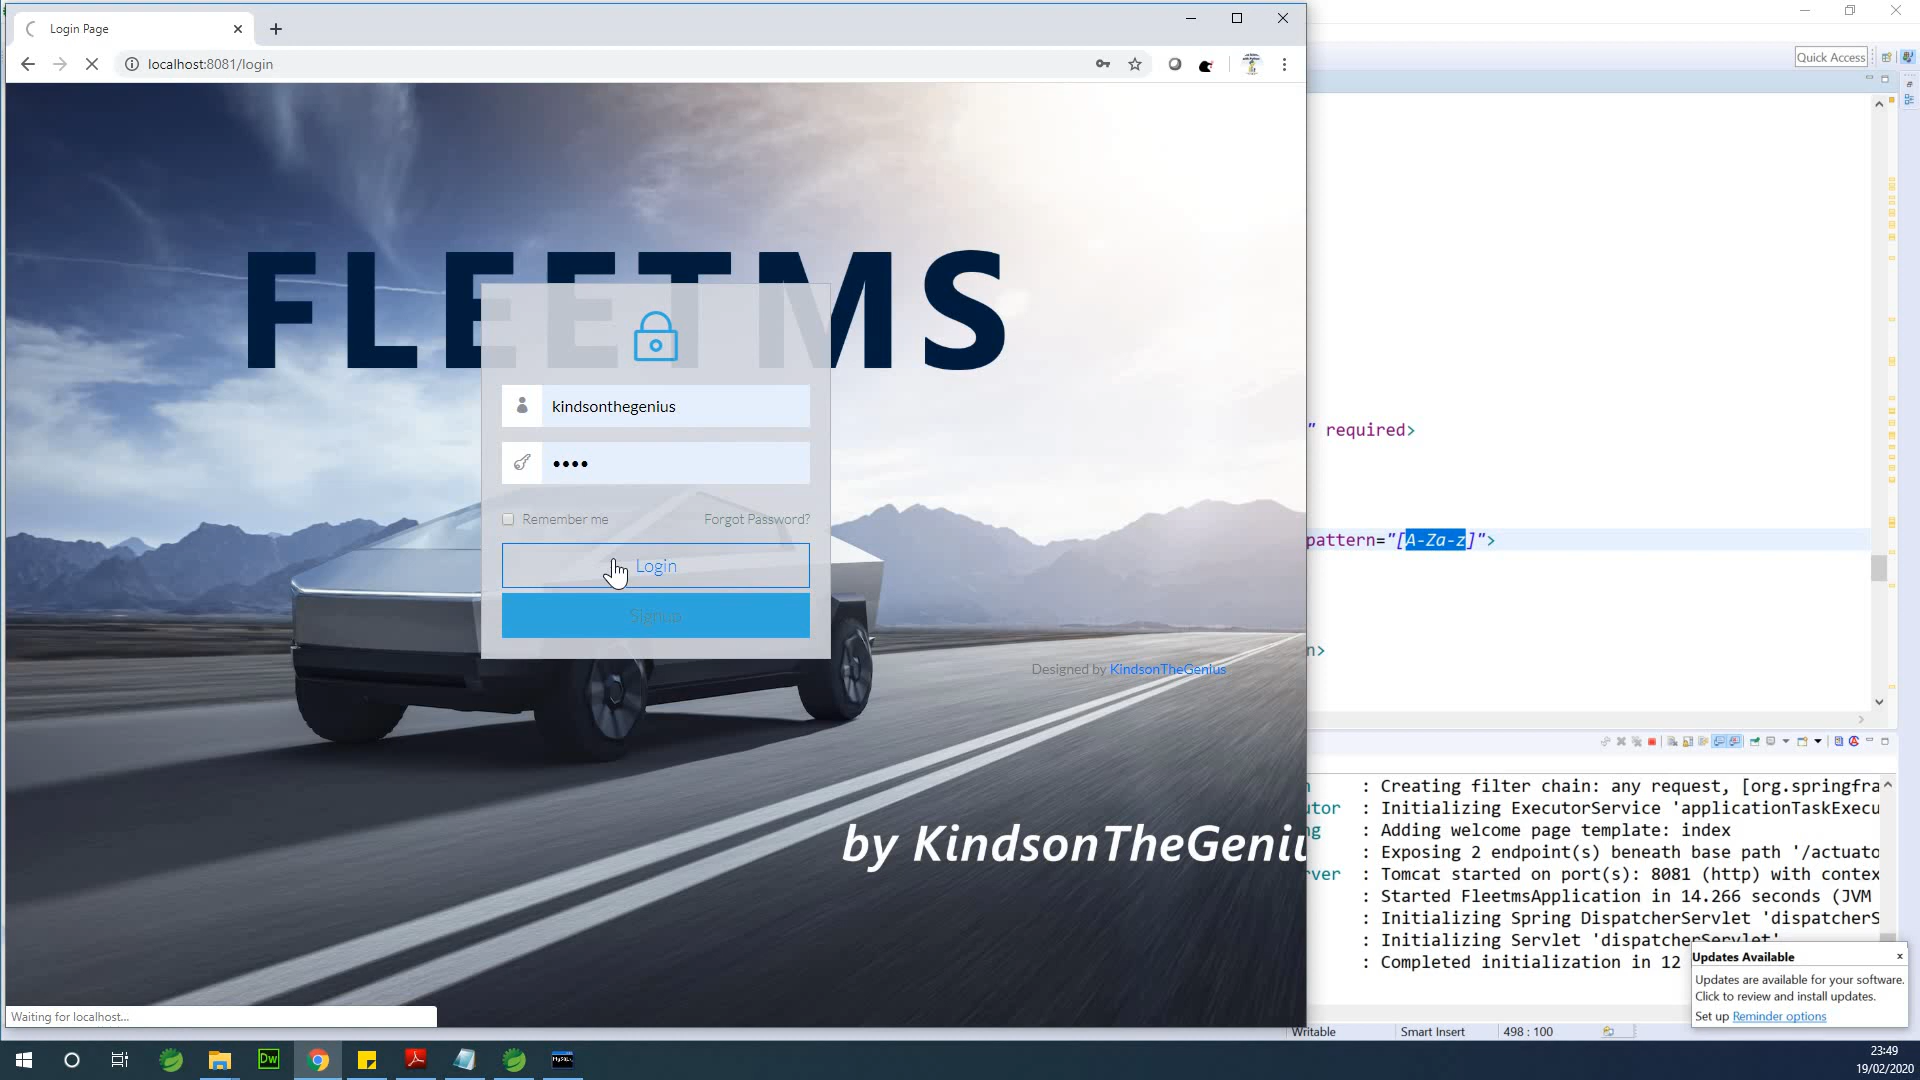 Login Page
localhost:8081/login
Quick Access
FLEETMS
kindsonthegenius
Remember me
Forgot Password?
Login
Signup
Designed by KindsonTheGenius
by KindsonTheGeniu
" required>
pattern="[A-Za-z]">
n>
n : Creating filter chain: any request, [org.springfra
utor : Initializing ExecutorService 'applicationTaskExecu
ng : Adding welcome page template: index
: Exposing 2 endpoint(s) beneath base path '/actuato
rver : Tomcat started on port(s): 8081 (http) with contex
: Started FleetmsApplication in 14.266 seconds (JVM
: Initializing Spring DispatcherServlet 'dispatcherS
: Initializing Servlet 'dispatcherServlet'
: Completed initialization in 12
Updates Available
Updates are available for your software.
Click to review and install updates.
Set up Reminder options
Waiting for localhost...
Writable
Smart Insert
498 : 100
Dw
MySQL
23:49
19/02/2020